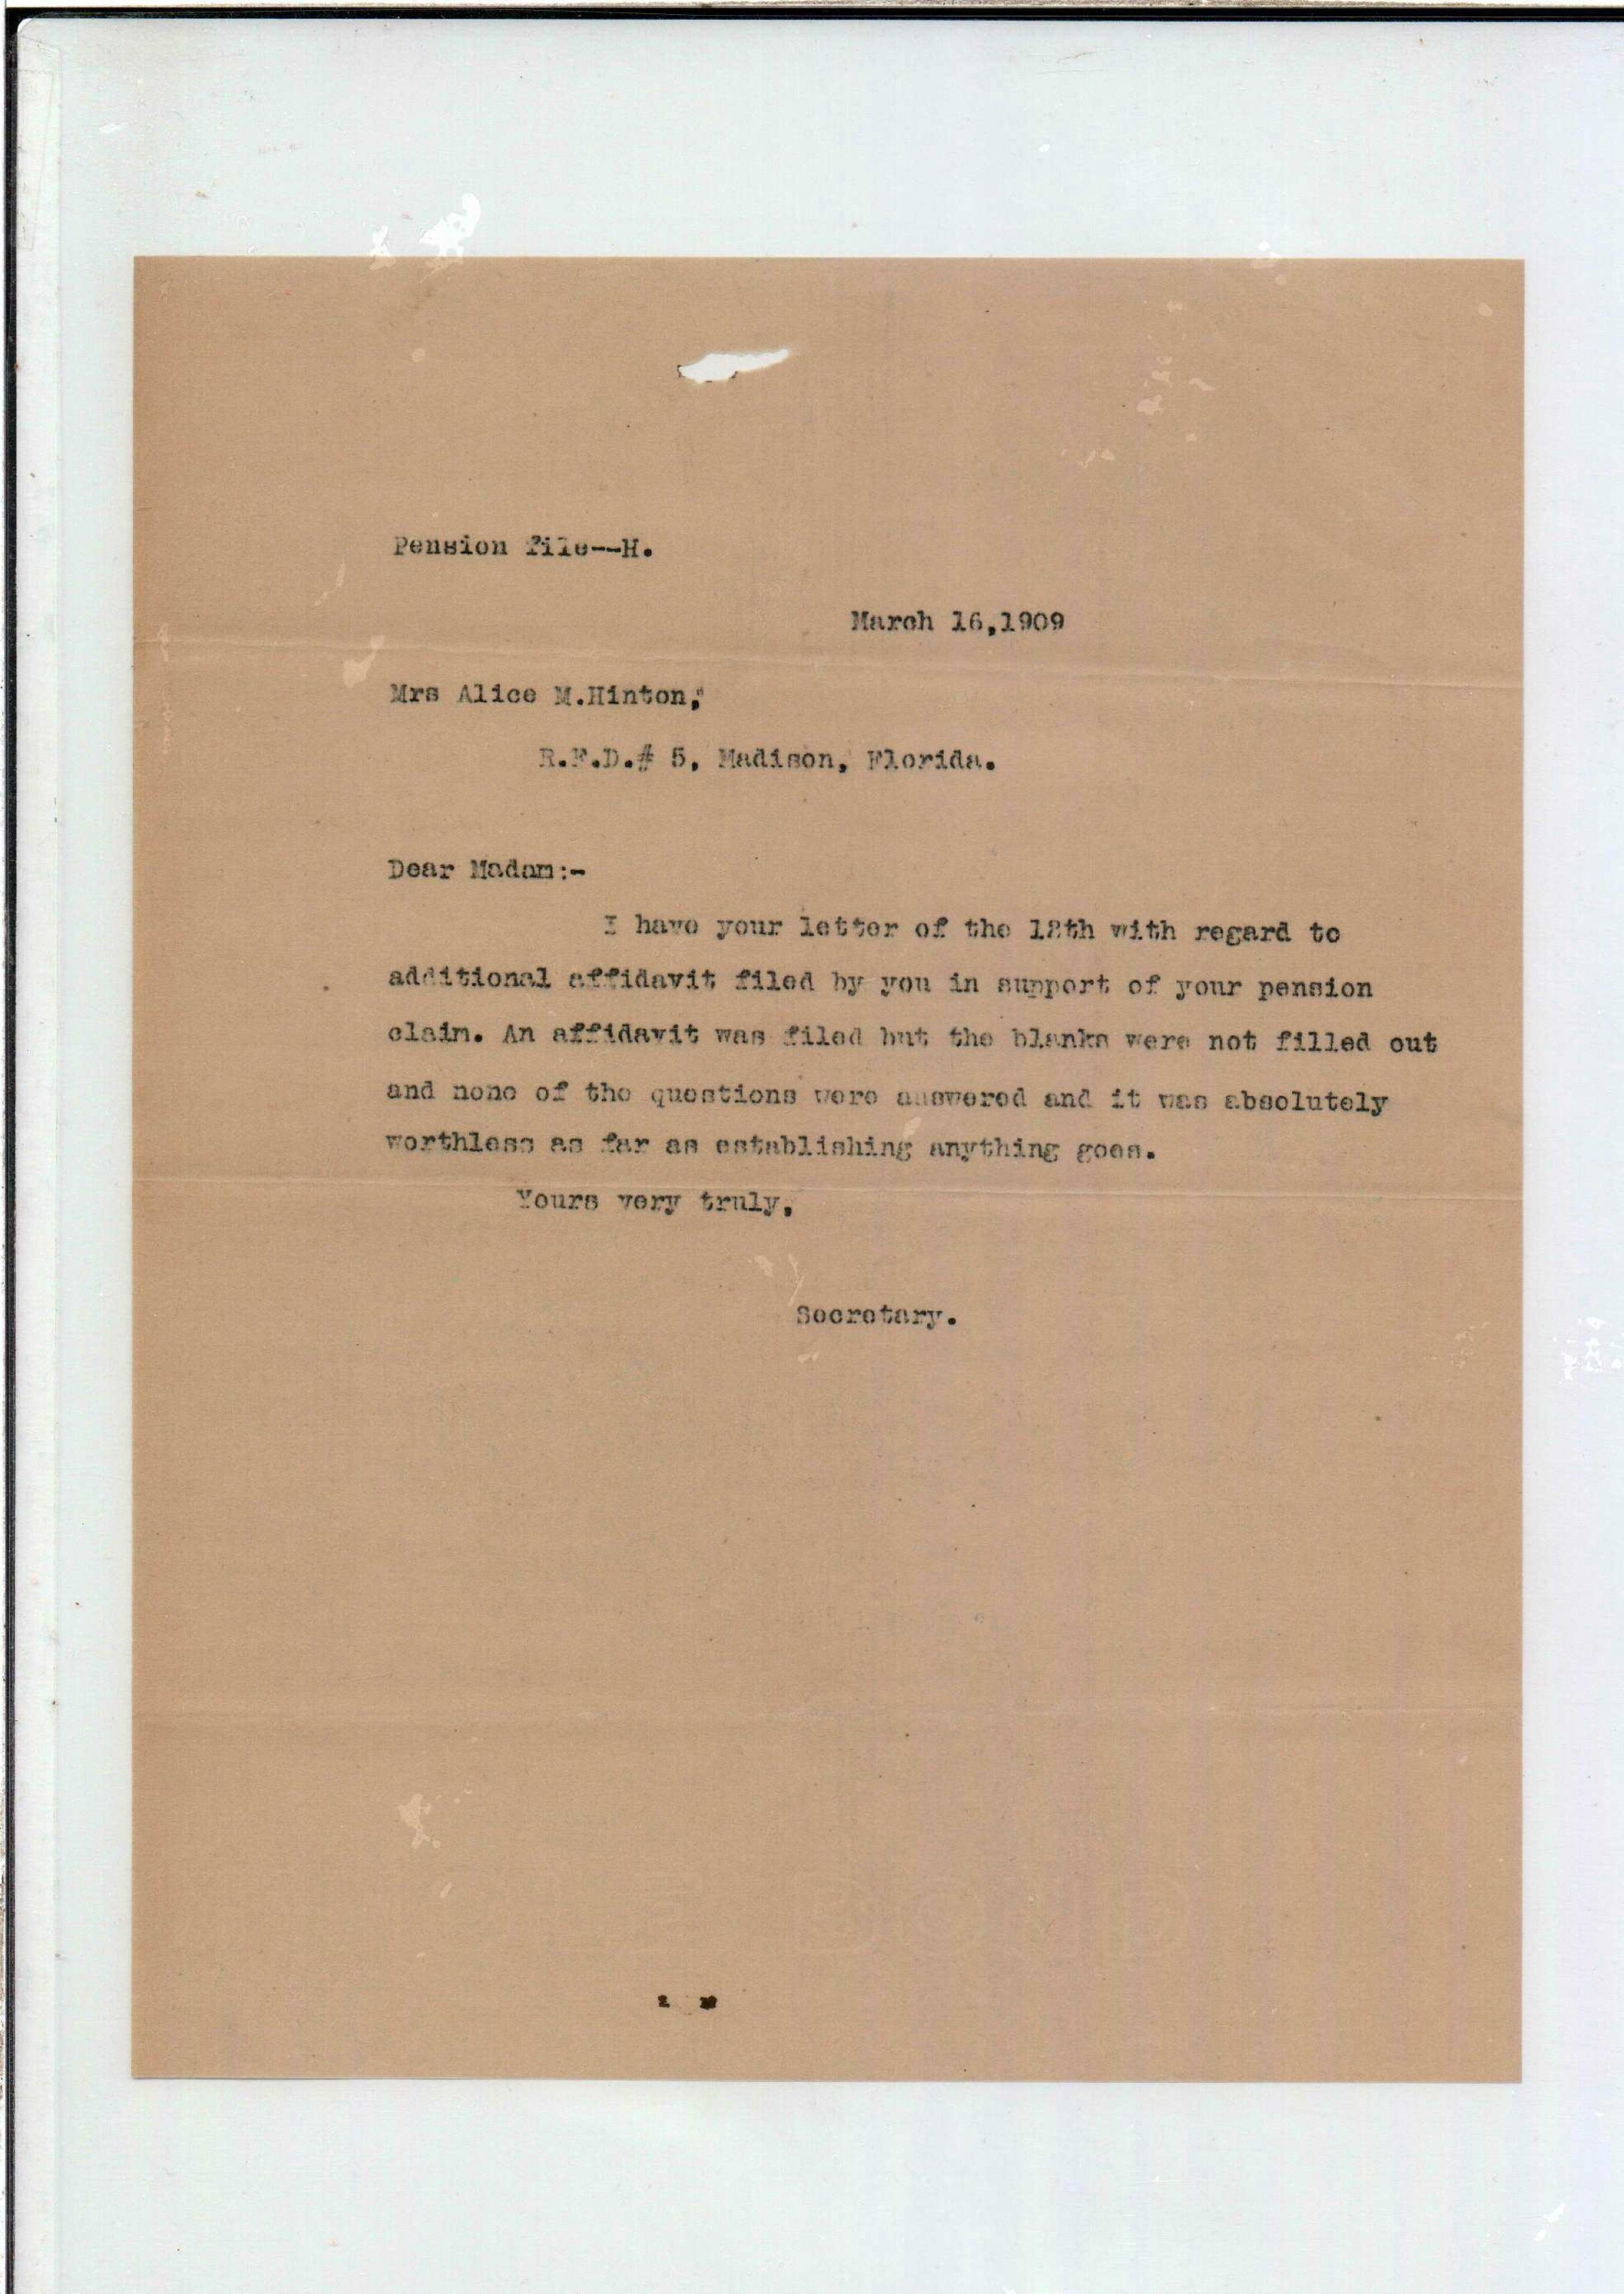 Pension file--H.
March 16,1909
Mrs Alice M.Hinton,
R.F.D.# 5, Madison, Florida.
Dear Madam:-
I have your letter of the 12th with regard to
additional affidavit filed by you in support of your pension
claim. An affidavit was filed but the blanks were not filled out
and none of the questions were answered and it was absolutely
worthless as far as establishing anything goes.
Yours very truly,
Secretary.